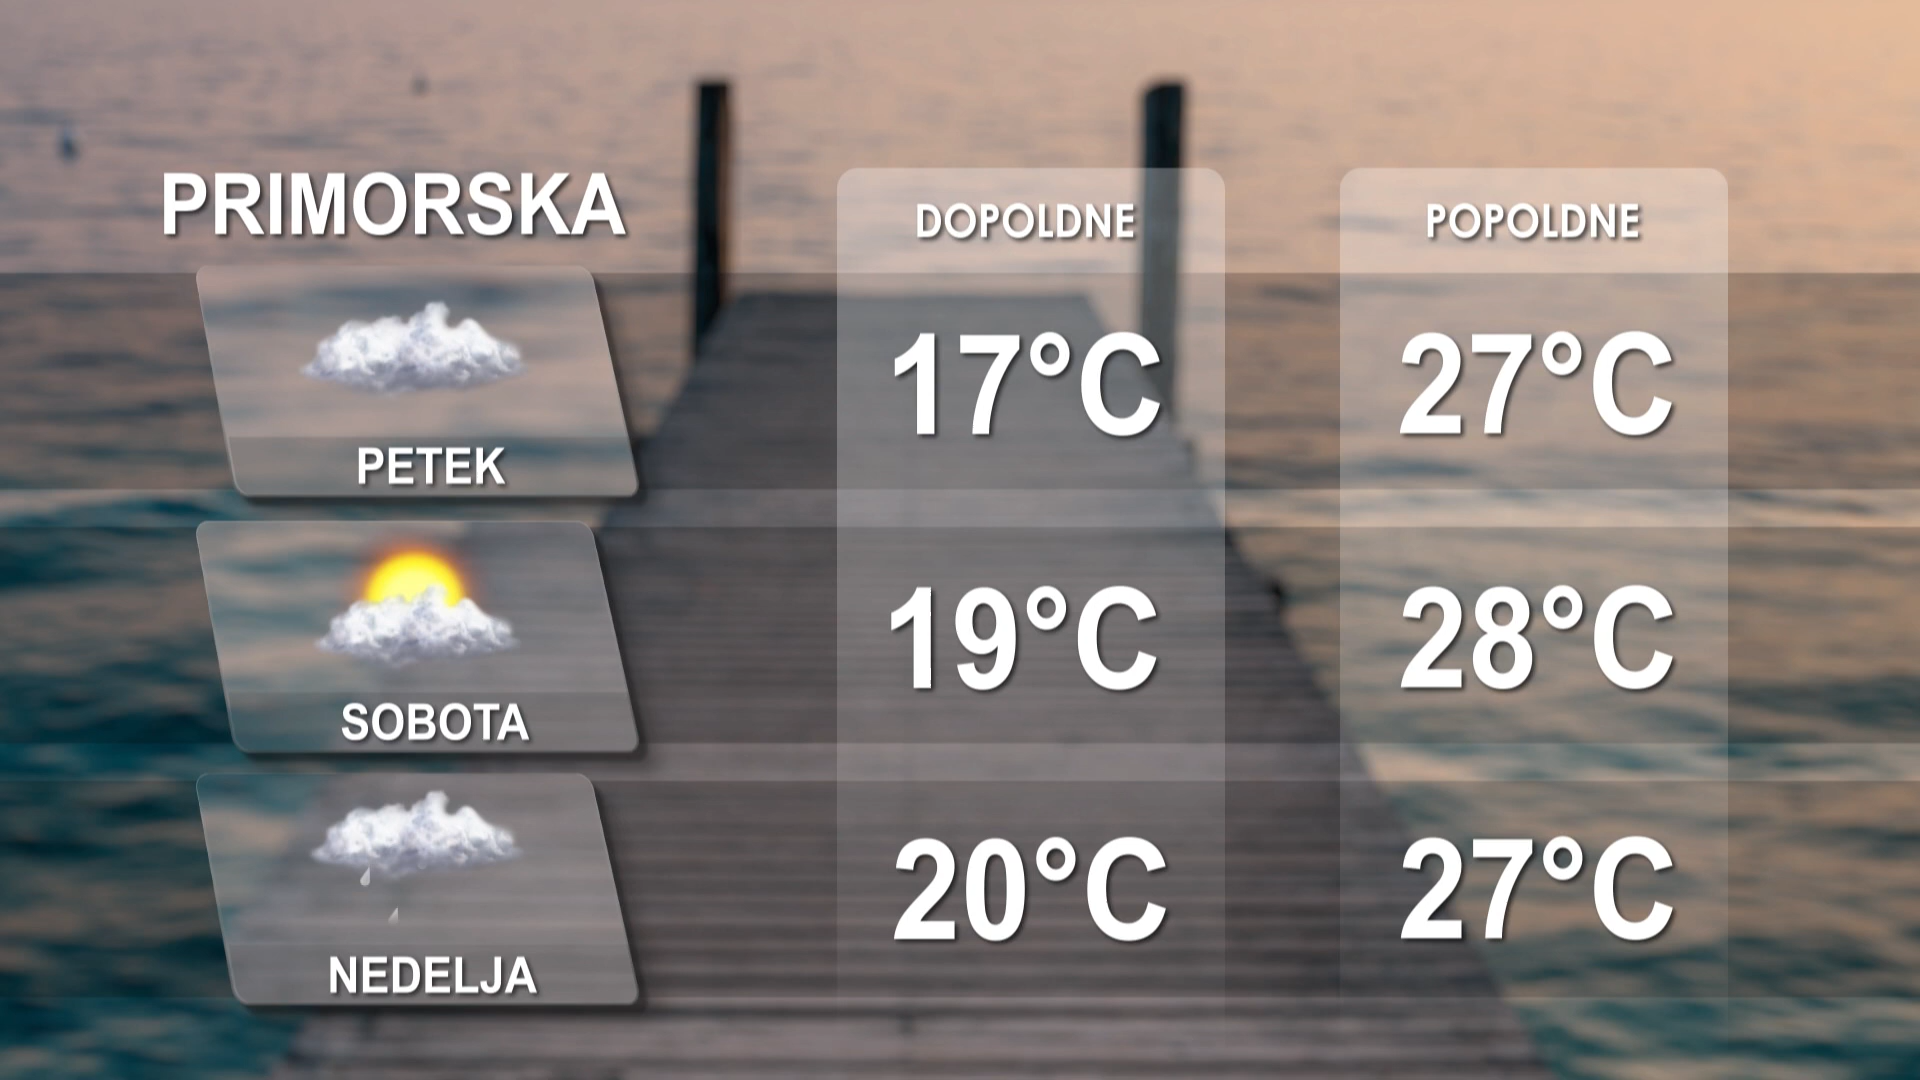 PRIMORSKA
DOPOLDNE
POPOLDNE
17°C
27°C
PETEK
19°C
28°C
SOBOTA
20°C
27°C
NEDELJA